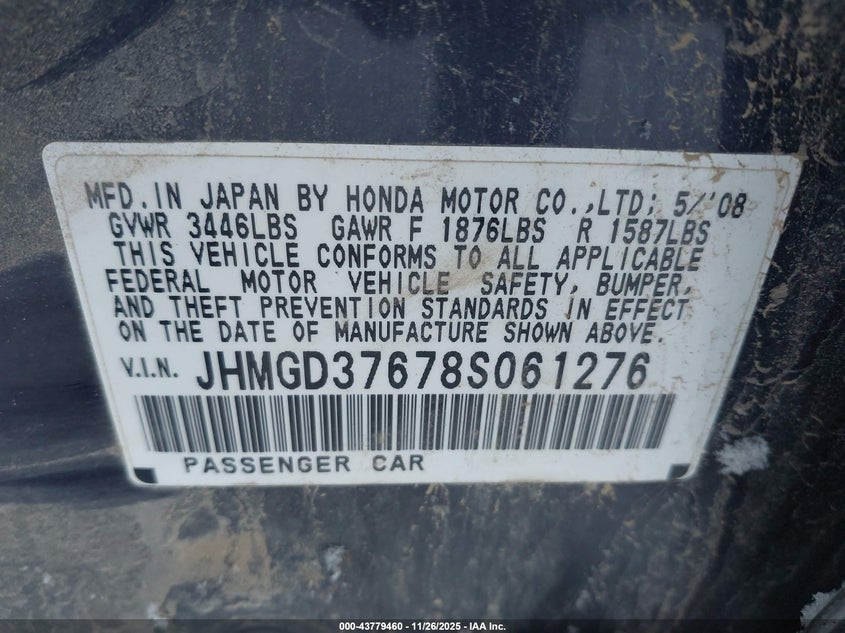 MFD. IN JAPAN BY HONDA MOTOR CO.,LTD; 5/'08
GVWR 3446LBS GAWR F 1876LBS R 1587LBS
THIS VEHICLE CONFORMS TO ALL APPLICABLE
FEDERAL MOTOR VEHICLE SAFETY, BUMPER,
AND THEFT PREVENTION STANDARDS IN EFFECT
ON THE DATE OF MANUFACTURE SHOWN ABOVE.
V.I.N. JHMGD37678S061276
PASSENGER CAR
000-43779460 - 11/26/2025 - IAA Inc.